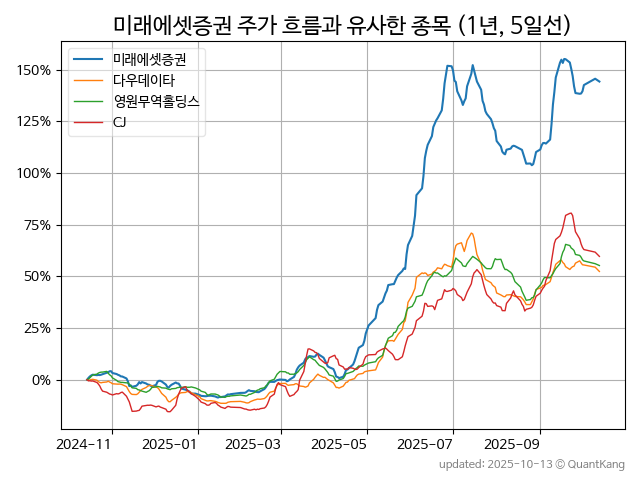 미래에셋증권 주가 흐름과 유사한 종목 (1년, 5일선)
미래에셋증권
다우데이타
영원무역홀딩스
CJ
150%
125%
100%
75%
50%
25%
0%
2024-11
2025-01
2025-03
2025-05
2025-07
2025-09
updated: 2025-10-13 © QuantKang